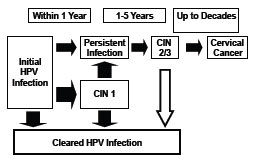 Within 1 Year
1-5 Years
Up to Decades
Initial
HPV
Infection
Persistent
Infection
CIN
2/3
Cervical
Cancer
CIN 1
Cleared HPV Infection